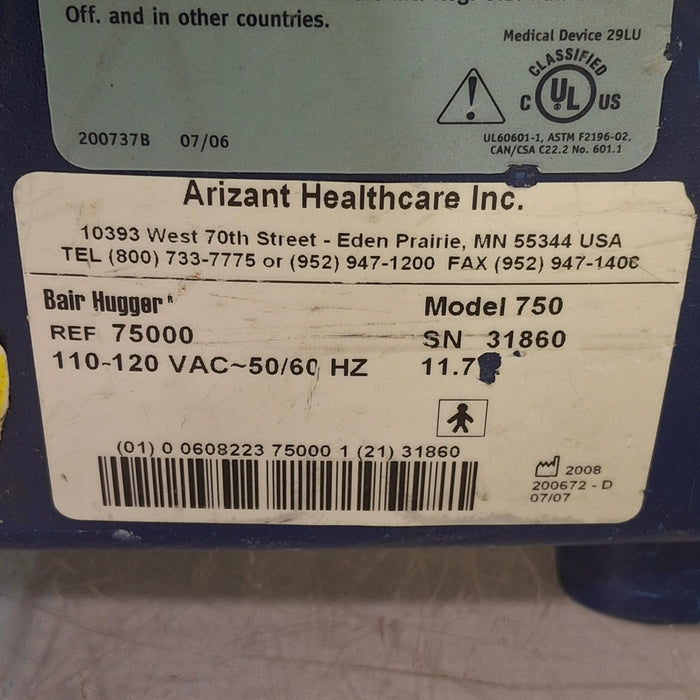 Off. and in other countries.
Medical Device 29LU
CLASSIFIED
C UL US
200737B 07/06
UL60601-1, ASTM F2196-02,
CAN/CSA C22.2 No. 601.1
Arizant Healthcare Inc.
10393 West 70th Street - Eden Prairie, MN 55344 USA
TEL (800) 733-7775 or (952) 947-1200 FAX (952) 947-1406
Bair Hugger® Model 750
REF 75000 SN 31860
110-120 VAC~50/60 HZ 11.7
(01) 0 0608223 75000 1 (21) 31860
2008
200672 - D
07/07